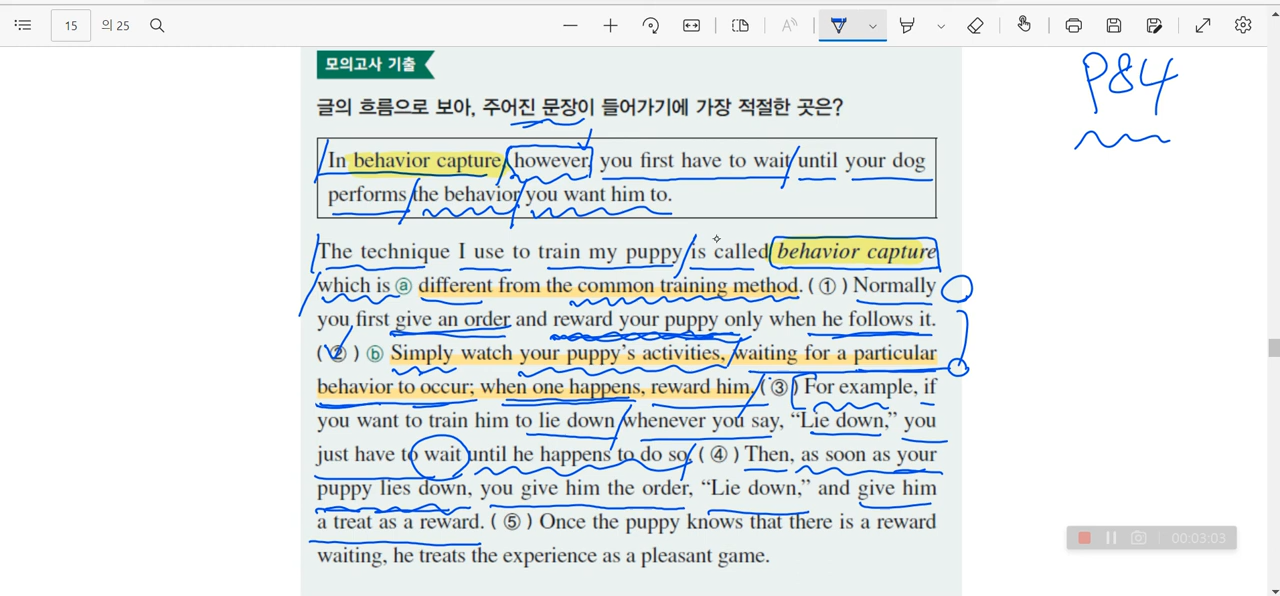 15 의 25
P84
모의고사 기출
글의 흐름으로 보아, 주어진 문장이 들어가기에 가장 적절한 곳은?
In behavior capture, however, you first have to wait until your dog
performs the behavior you want him to.
The technique I use to train my puppy is called behavior capture
which is ⓐ different from the common training method. ( ① ) Normally
you first give an order and reward your puppy only when he follows it.
( ② ) ⓑ Simply watch your puppy's activities, waiting for a particular
behavior to occur; when one happens, reward him. ( ③ ) For example, if
you want to train him to lie down whenever you say, “Lie down,” you
just have to wait until he happens to do so. ( ④ ) Then, as soon as your
puppy lies down, you give him the order, “Lie down,” and give him
a treat as a reward. ( ⑤ ) Once the puppy knows that there is a reward
waiting, he treats the experience as a pleasant game.
00:03:03